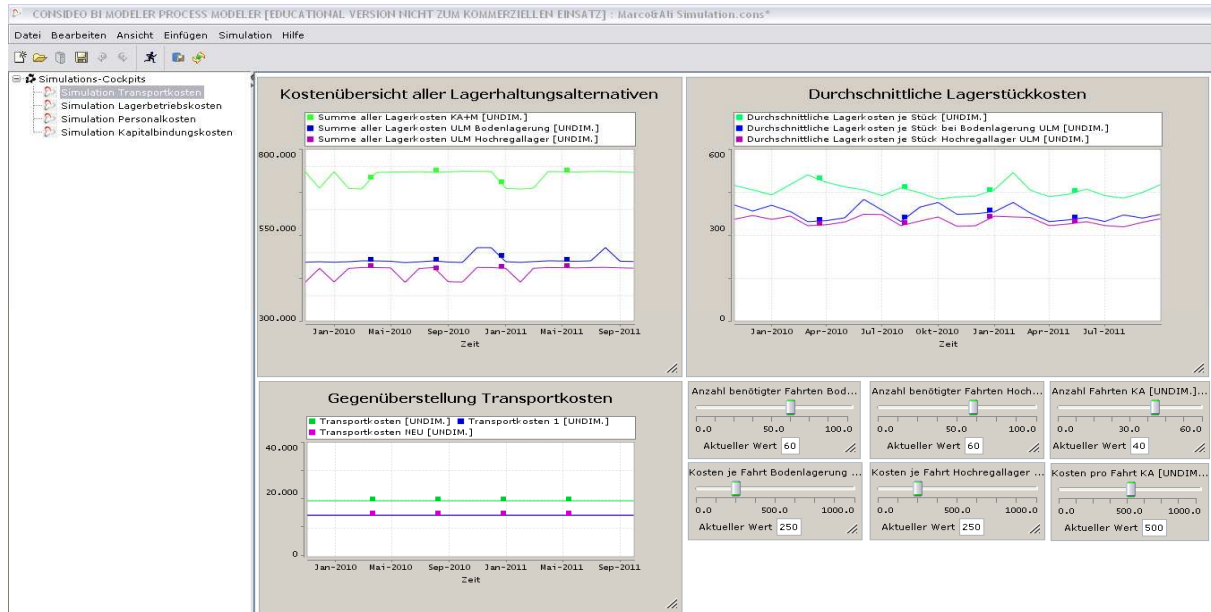 CONSIDEO BI MODELER PROCESS MODELER [EDUCATIONAL VERSION NICHT ZUM KOMMERZIELLEN EINSATZ] : Marco&Ati Simulation.cons*
Datei Bearbeiten Ansicht Einfügen Simulation Hilfe
Simulations-Cockpits
Simulation Transportkosten
Simulation Lagerbetriebskosten
Simulation Personalkosten
Simulation Kapitalbindungskosten
Kostenübersicht aller Lagerhaltungsalternativen
Summe aller Lagerkosten KA+M [UNDIM.]
Summe aller Lagerkosten ULM Bodenlagerung [UNDIM.]
Summe aller Lagerkosten ULM Hochregallager [UNDIM.]
800.000
550.000
300.000
Jan-2010 Mai-2010 Sep-2010 Jan-2011 Mai-2011 Sep-2011
Zeit
Durchschnittliche Lagerstückkosten
Durchschnittliche Lagerkosten je Stück [UNDIM.]
Durchschnittliche Lagerkosten je Stück bei Bodenlagerung ULM [UNDIM.]
Durchschnittliche Lagerkosten je Stück Hochregallager ULM [UNDIM.]
600
300
0
Jan-2010 Apr-2010 Jul-2010 Okt-2010 Jan-2011 Apr-2011 Jul-2011
Zeit
Gegenüberstellung Transportkosten
Transportkosten [UNDIM.] Transportkosten 1 [UNDIM.]
Transportkosten NEU [UNDIM.]
40.000
20.000
0
Jan-2010 Mai-2010 Sep-2010 Jan-2011 Mai-2011 Sep-2011
Zeit
Anzahl benötigter Fahrten Bod...
0.0 50.0 100.0
Aktueller Wert 60
Anzahl benötigter Fahrten Hoch...
0.0 50.0 100.0
Aktueller Wert 60
Anzahl Fahrten KA [UNDIM.]...
0.0 30.0 60.0
Aktueller Wert 40
Kosten je Fahrt Bodenlagerung ...
0.0 500.0 1000.0
Aktueller Wert 250
Kosten je Fahrt Hochregallager ...
0.0 500.0 1000.0
Aktueller Wert 250
Kosten pro Fahrt KA [UNDIM...
0.0 500.0 1000.0
Aktueller Wert 500